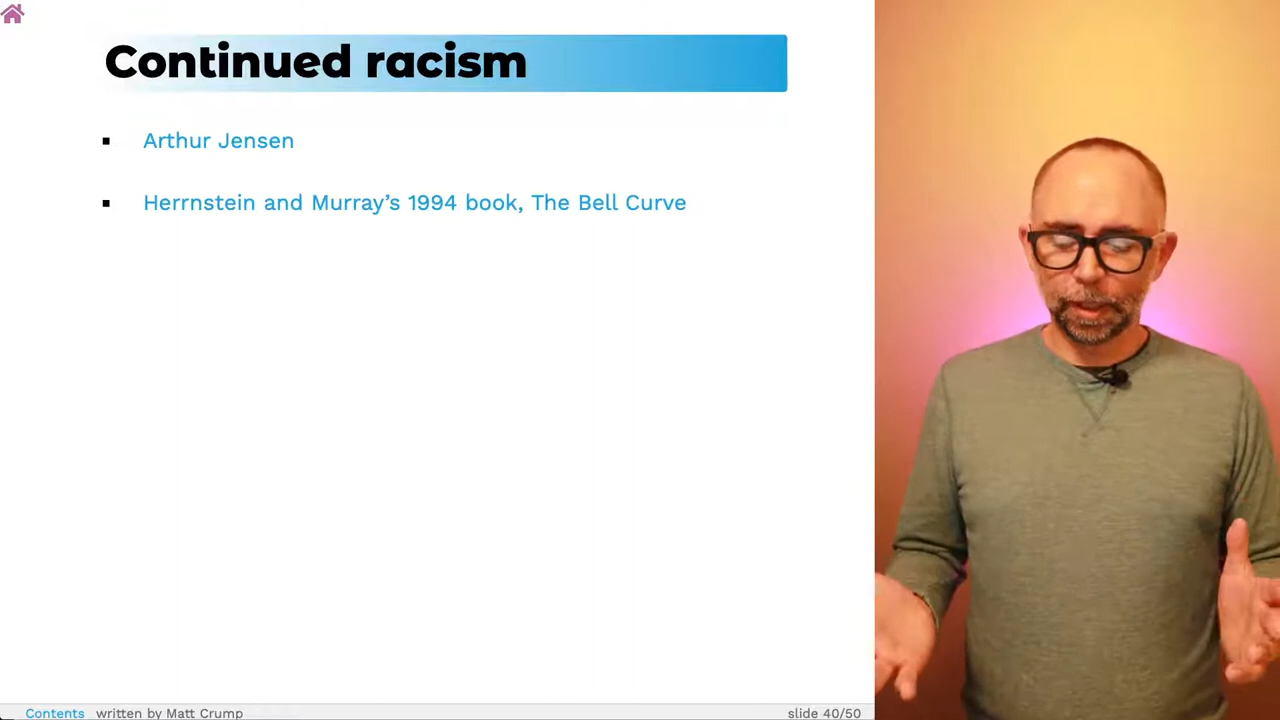 Continued racism
Arthur Jensen
Herrnstein and Murray’s 1994 book, The Bell Curve
Contents written by Matt Crump
slide 40/50